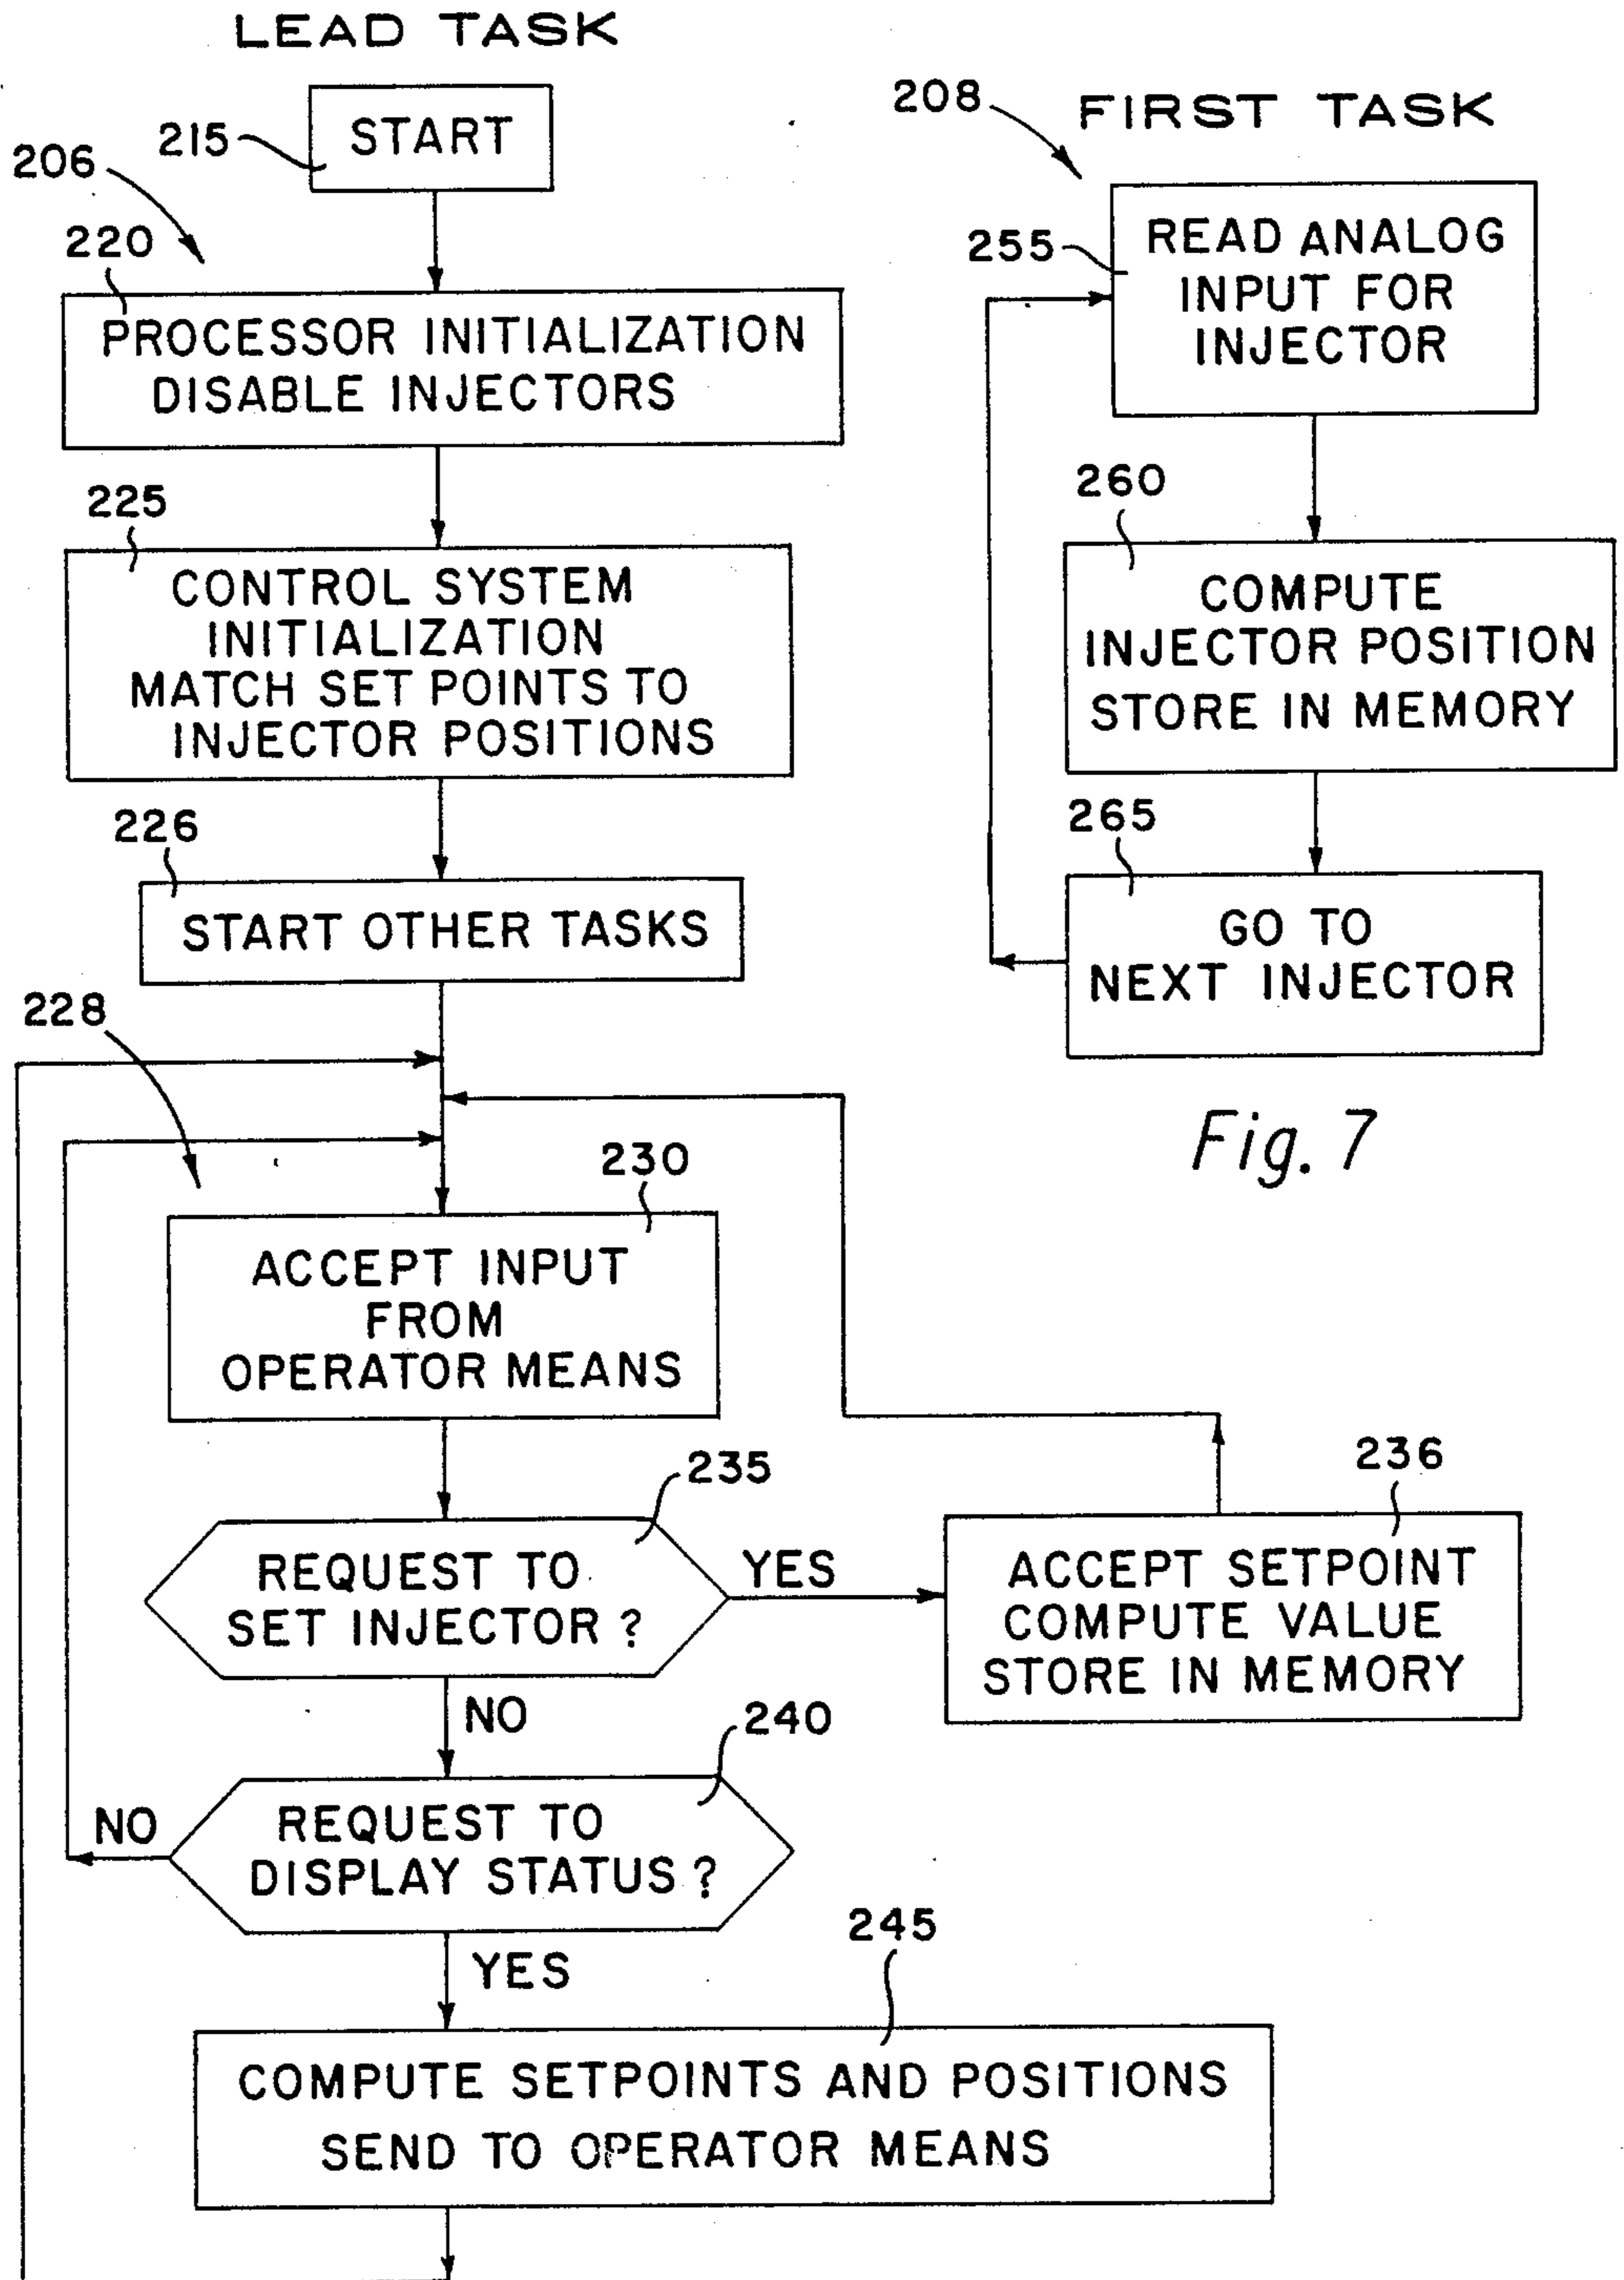 LEAD TASK
215
START
206
220
PROCESSOR INITIALIZATION
DISABLE INJECTORS
225
CONTROL SYSTEM
INITIALIZATION
MATCH SET POINTS TO
INJECTOR POSITIONS
226
START OTHER TASKS
228
230
ACCEPT INPUT
FROM
OPERATOR MEANS
235
REQUEST TO
SET INJECTOR ?
YES
236
ACCEPT SETPOINT
COMPUTE VALUE
STORE IN MEMORY
NO
240
REQUEST TO
DISPLAY STATUS ?
NO
YES
245
COMPUTE SETPOINTS AND POSITIONS
SEND TO OPERATOR MEANS
208
FIRST TASK
255
READ ANALOG
INPUT FOR
INJECTOR
260
COMPUTE
INJECTOR POSITION
STORE IN MEMORY
265
GO TO
NEXT INJECTOR
Fig. 7